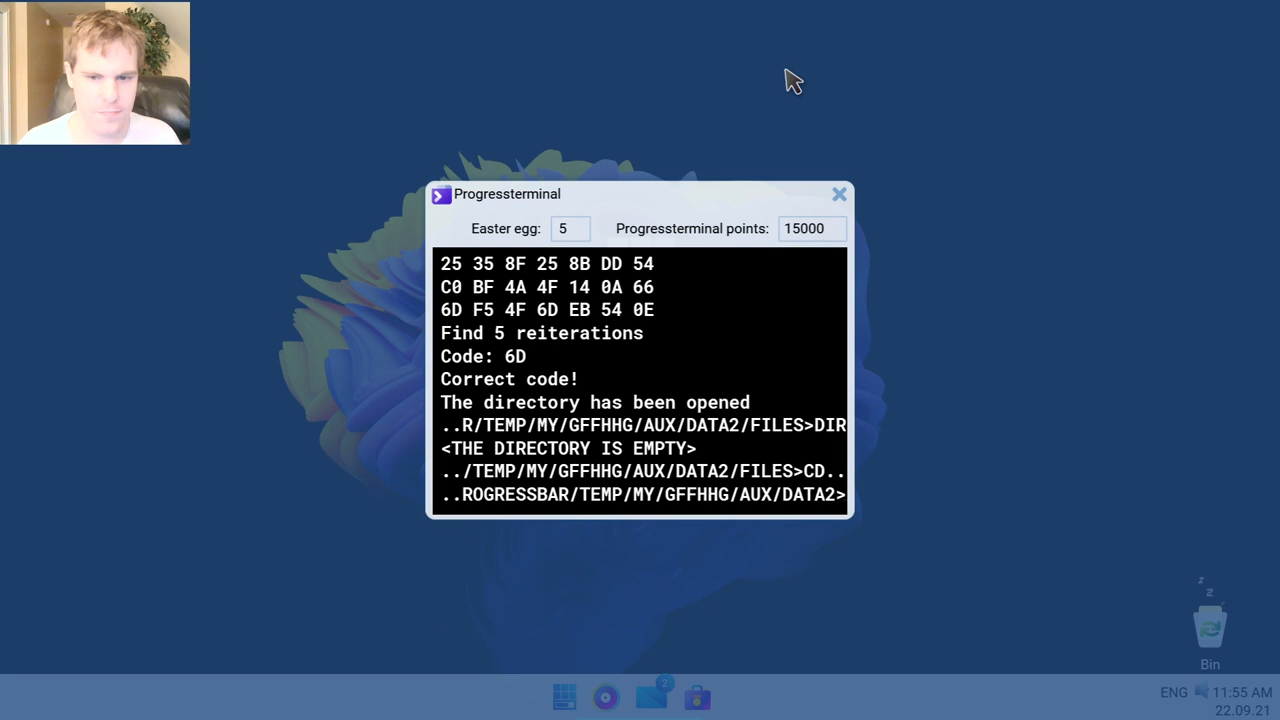 Progressterminal
Easter egg: 5 Progressterminal points: 15000
25 35 8F 25 8B DD 54
C0 BF 4A 4F 14 0A 66
6D F5 4F 6D EB 54 0E
Find 5 reiterations
Code: 6D
Correct code!
The directory has been opened
..R/TEMP/MY/GFFHHG/AUX/DATA2/FILES>DIR
<THE DIRECTORY IS EMPTY>
../TEMP/MY/GFFHHG/AUX/DATA2/FILES>CD..
..ROGRESSBAR/TEMP/MY/GFFHHG/AUX/DATA2>
z
z
Bin
2
ENG 11:55 AM
22.09.21